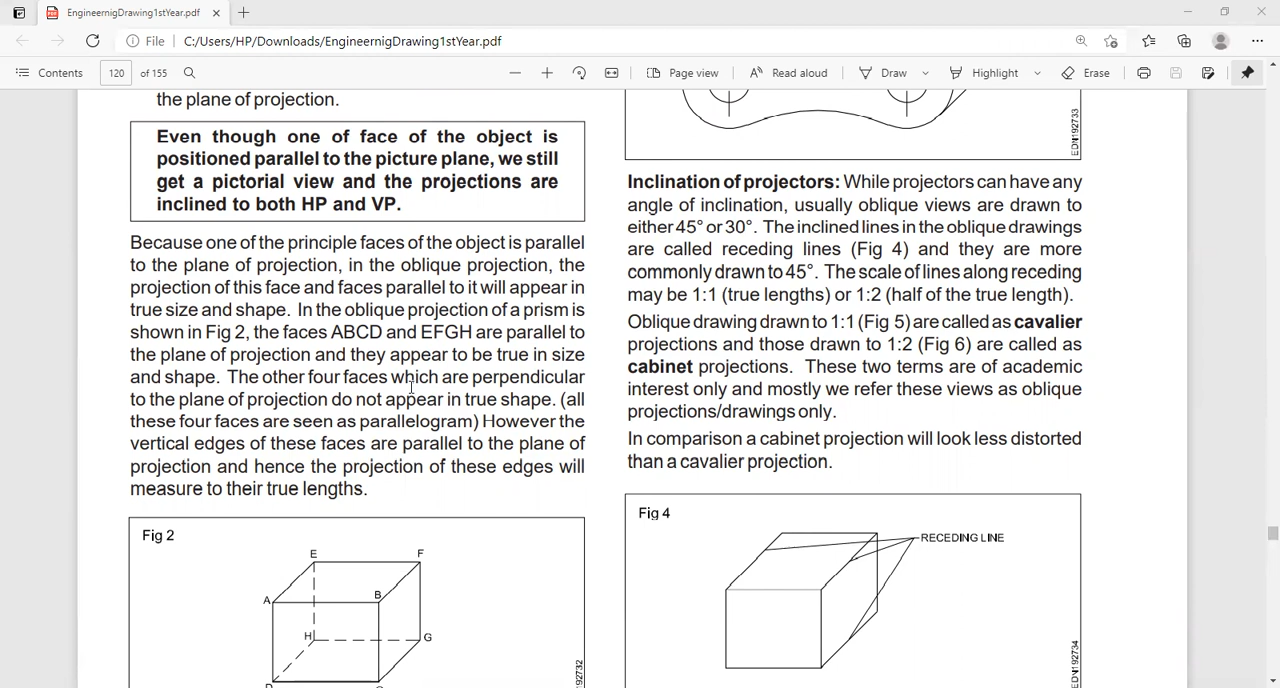 EngineernigDrawing1stYear.pdf
File
C:/Users/HP/Downloads/EngineernigDrawing1stYear.pdf
Contents
120
of 155
Page view
Read aloud
Draw
Highlight
Erase
the plane of projection.
Even though one of face of the object is
positioned parallel to the picture plane, we still
get a pictorial view and the projections are
inclined to both HP and VP.
Because one of the principle faces of the object is parallel
to the plane of projection, in the oblique projection, the
projection of this face and faces parallel to it will appear in
true size and shape. In the oblique projection of a prism is
shown in Fig 2, the faces ABCD and EFGH are parallel to
the plane of projection and they appear to be true in size
and shape. The other four faces which are perpendicular
to the plane of projection do not appear in true shape. (all
these four faces are seen as parallelogram) However the
vertical edges of these faces are parallel to the plane of
projection and hence the projection of these edges will
measure to their true lengths.
Fig 2
E
F
A
B
H
G
EDN192733
Inclination of projectors: While projectors can have any
angle of inclination, usually oblique views are drawn to
either 45° or 30°. The inclined lines in the oblique drawings
are called receding lines (Fig 4) and they are more
commonly drawn to 45°. The scale of lines along receding
may be 1:1 (true lengths) or 1:2 (half of the true length).
Oblique drawing drawn to 1:1 (Fig 5) are called as cavalier
projections and those drawn to 1:2 (Fig 6) are called as
cabinet projections. These two terms are of academic
interest only and mostly we refer these views as oblique
projections/drawings only.
In comparison a cabinet projection will look less distorted
than a cavalier projection.
Fig 4
RECEDING LINE
EDN192734